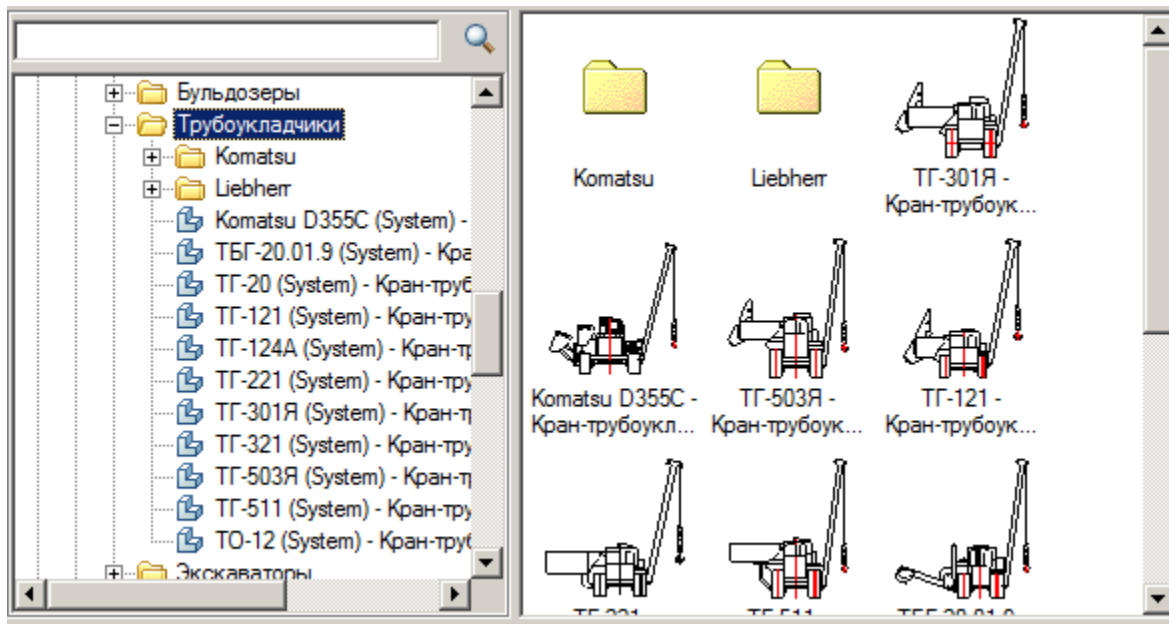 Бульдозеры
Трубоукладчики
Komatsu
Liebherr
Komatsu D355C (System) -
ТБГ-20.01.9 (System) - Кра
ТГ-20 (System) - Кран-труб
ТГ-121 (System) - Кран-тру
ТГ-124А (System) - Кран-т
ТГ-221 (System) - Кран-тру
ТГ-301Я (System) - Кран-т
ТГ-321 (System) - Кран-тру
ТГ-503Я (System) - Кран-т
ТГ-511 (System) - Кран-тру
ТО-12 (System) - Кран-труб
Экскаваторы
Komatsu
Liebherr
ТГ-301Я -
Кран-трубоук...
Komatsu D355C -
Кран-трубоукл...
ТГ-503Я -
Кран-трубоук...
ТГ-121 -
Кран-трубоук...